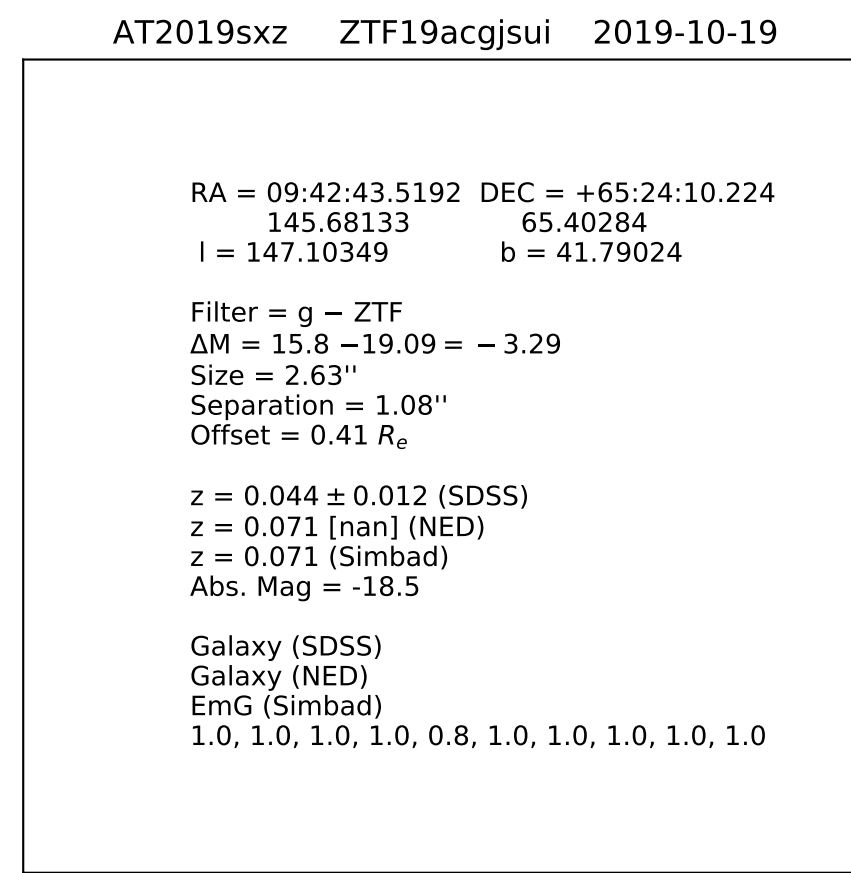 AT2019sxz ZTF19acgjsui 2019-10-19
RA = 09:42:43.5192 DEC = +65:24:10.224
145.68133 65.40284
l = 147.10349 b = 41.79024
Filter = g − ZTF
ΔM = 15.8 −19.09 = − 3.29
Size = 2.63''
Separation = 1.08''
Offset = 0.41 Rₑ
z = 0.044 ± 0.012 (SDSS)
z = 0.071 [nan] (NED)
z = 0.071 (Simbad)
Abs. Mag = -18.5
Galaxy (SDSS)
Galaxy (NED)
EmG (Simbad)
1.0, 1.0, 1.0, 1.0, 0.8, 1.0, 1.0, 1.0, 1.0, 1.0